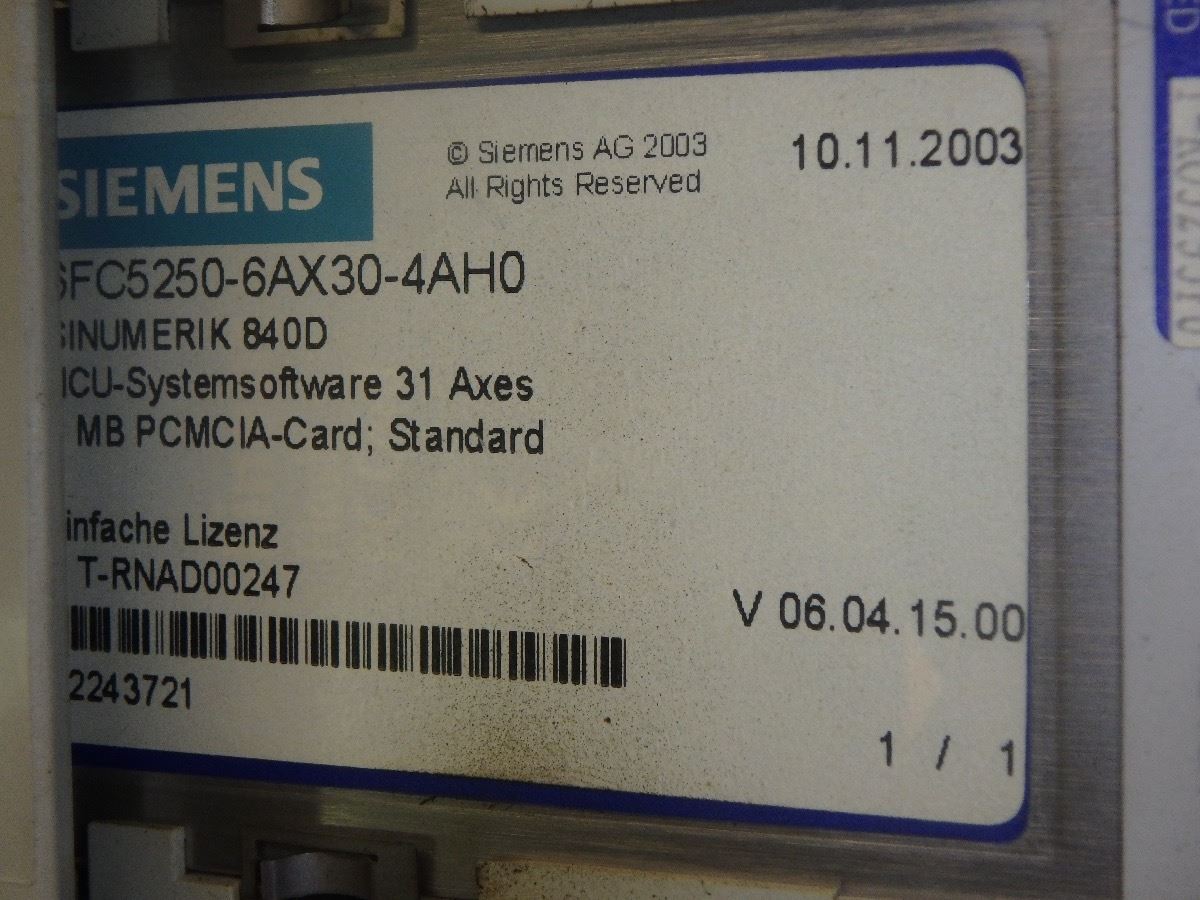 SIEMENS
© Siemens AG 2003
All Rights Reserved
10.11.2003
6FC5250-6AX30-4AH0
SINUMERIK 840D
NCU-Systemsoftware 31 Axes
MB PCMCIA-Card; Standard
infache Lizenz
T-RNAD00247
V 06.04.15.00
2243721
1 / 1